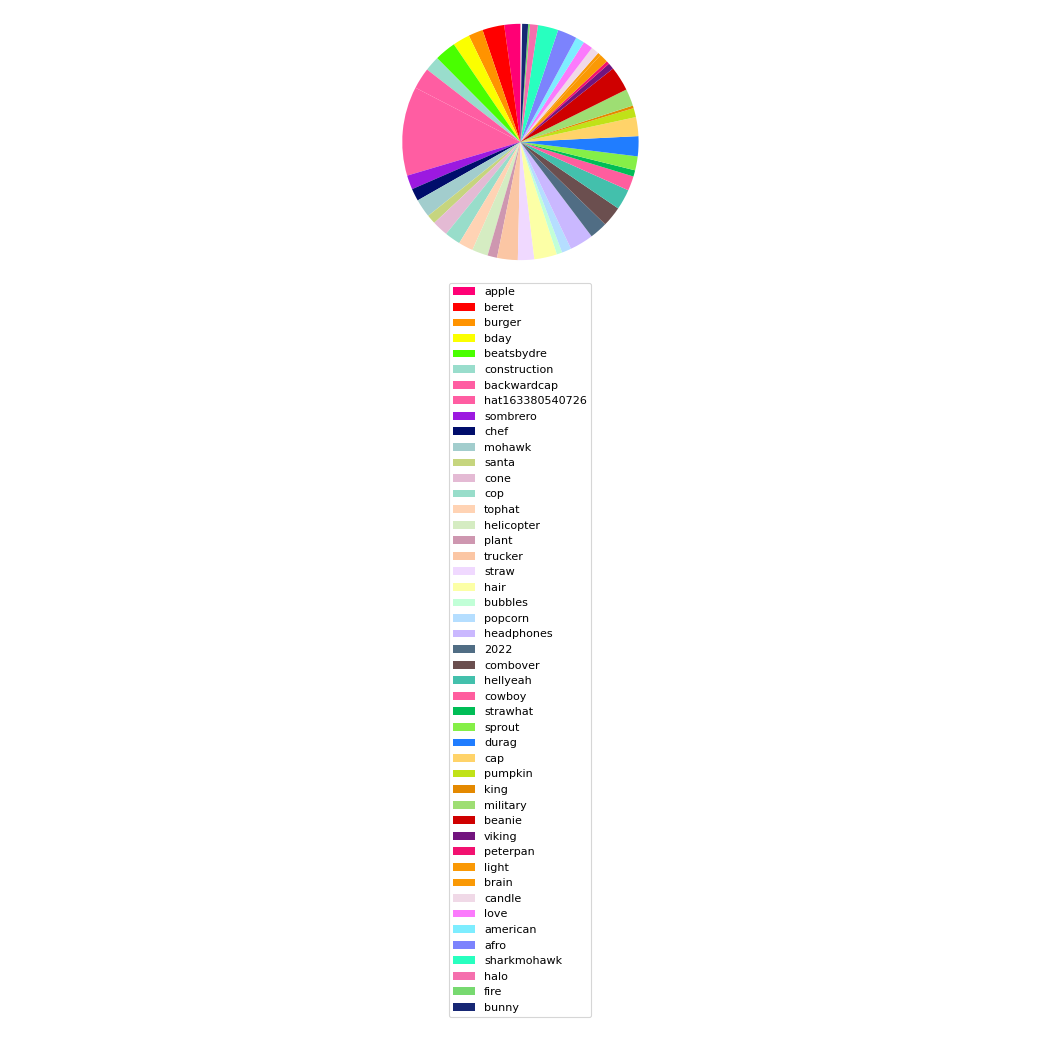 apple
beret
burger
bday
beatsbydre
construction
backwardcap
hat163380540726
sombrero
chef
mohawk
santa
cone
cop
tophat
helicopter
plant
trucker
straw
hair
bubbles
popcorn
headphones
2022
combover
hellyeah
cowboy
strawhat
sprout
durag
cap
pumpkin
king
military
beanie
viking
peterpan
light
brain
candle
love
american
afro
sharkmohawk
halo
fire
bunny